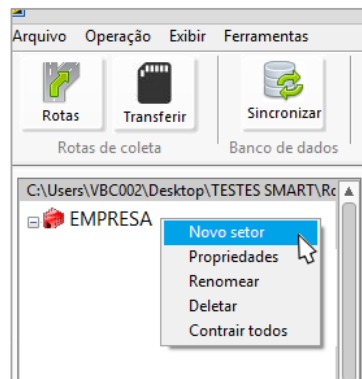 Arquivo Operação Exibir Ferramentas
Rotas Transferir Sincronizar
Rotas de coleta Banco de dados
C:\Users\VBC002\Desktop\TESTES SMART\Rc
EMPRESA
Novo setor
Propriedades
Renomear
Deletar
Contrair todos